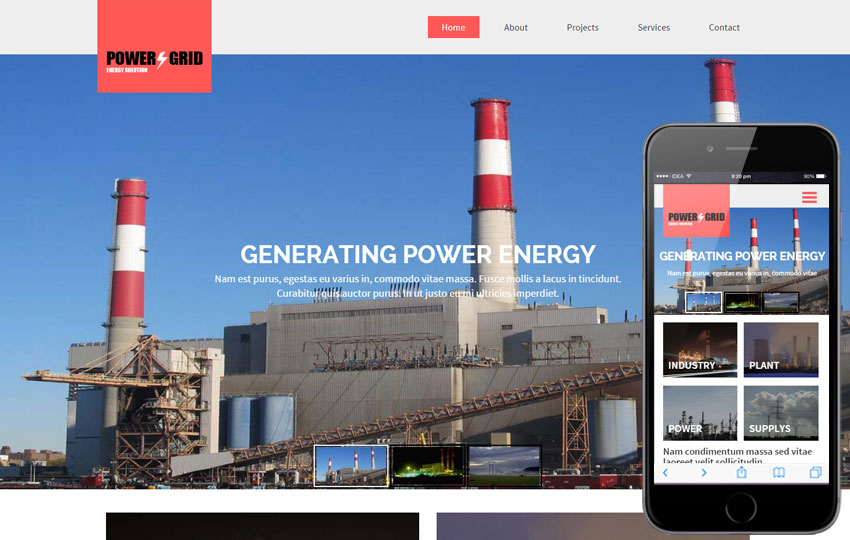 Home About Projects Services Contact
POWER GRID
ENERGY SOLUTION
GENERATING POWER ENERGY
Nam est purus, egestas eu varius in, commodo vitae massa. Fusce mollis a lacus in tincidunt.
Curabitur quis auctor purus. In ut justo eu mi ultricies imperdiet.
IDEA 9:20 pm 90%
POWER GRID
ENERGY SOLUTION
GENERATING POWER ENERGY
Nam est purus, egestas eu varius in, commodo vitae
INDUSTRY PLANT
POWER SUPPLYS
Nam condimentum massa sed vitae
laoreet velit sollicitudin